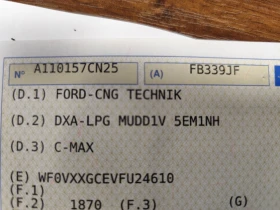 N° A110157CN25 (A) FB339JF
(D.1) FORD-CNG TECHNIK
(D.2) DXA-LPG MUDD1V 5EM1NH
(D.3) C-MAX
(E) WF0VXXGCEVFU24610
(F.1)
(F.2) 1870 (F.3) (G)